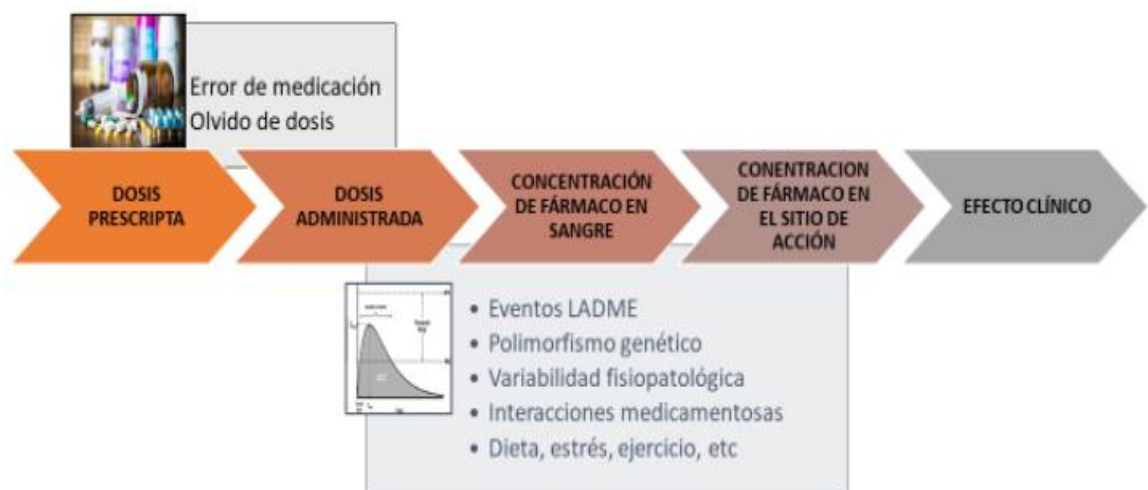 Error de medicación
Olvido de dosis
DOSIS
PRESCRIPTA
DOSIS
ADMINISTRADA
CONCENTRACIÓN
DE FÁRMACO EN
SANGRE
CONENTRACION
DE FÁRMACO EN
EL SITIO DE
ACCIÓN
EFECTO CLÍNICO
• Eventos LADME
• Polimorfismo genético
• Variabilidad fisiopatológica
• Interacciones medicamentosas
• Dieta, estrés, ejercicio, etc